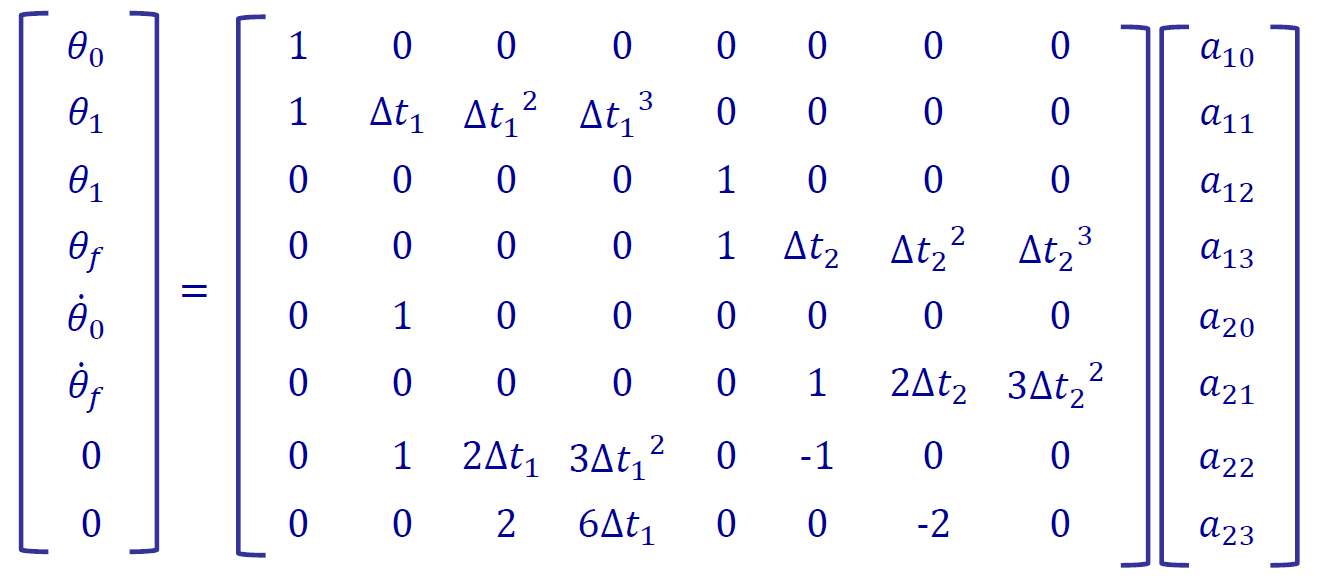 θ₀ 1 0 0 0 0 0 0 0 a₁₀
θ₁ 1 Δt₁ Δt₁² Δt₁³ 0 0 0 0 a₁₁
θ₁ 0 0 0 0 1 0 0 0 a₁₂
θ_f 0 0 0 0 1 Δt₂ Δt₂² Δt₂³ a₁₃
=
θ̇₀ 0 1 0 0 0 0 0 0 a₂₀
θ̇_f 0 0 0 0 0 1 2Δt₂ 3Δt₂² a₂₁
0 0 1 2Δt₁ 3Δt₁² 0 -1 0 0 a₂₂
0 0 0 2 6Δt₁ 0 0 -2 0 a₂₃